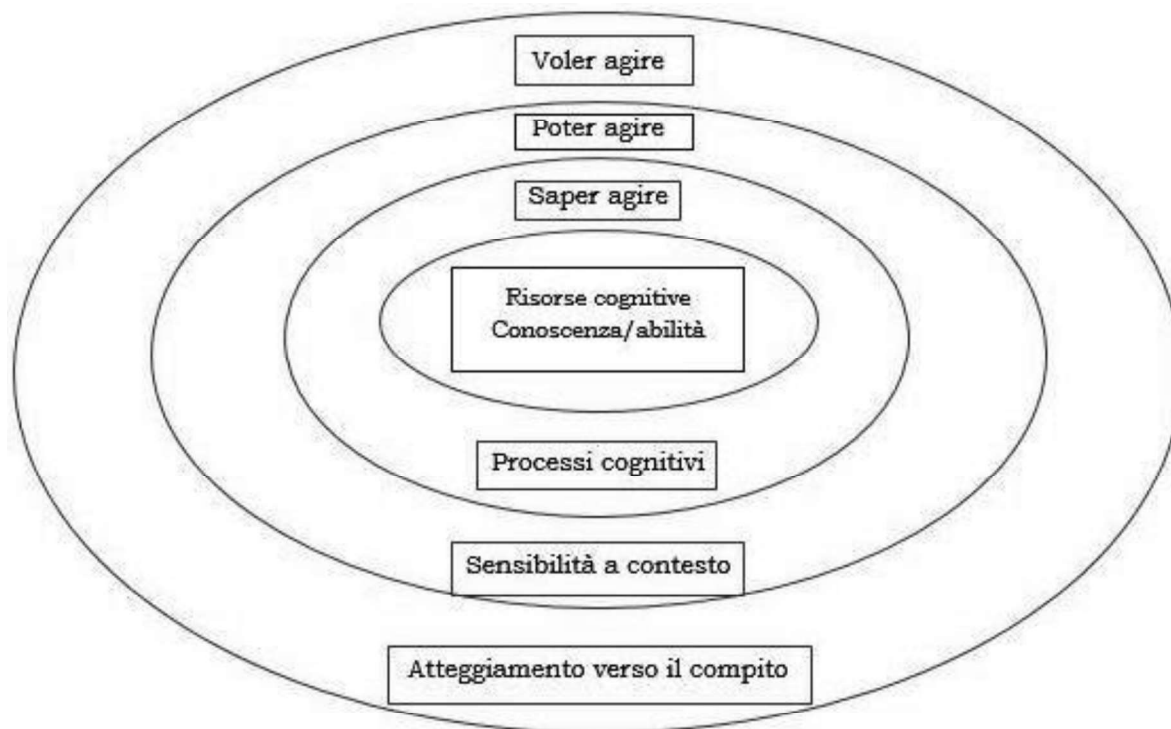 Voler agire
Poter agire
Saper agire
Risorse cognitive
Conoscenza/abilità
Processi cognitivi
Sensibilità a contesto
Atteggiamento verso il compito